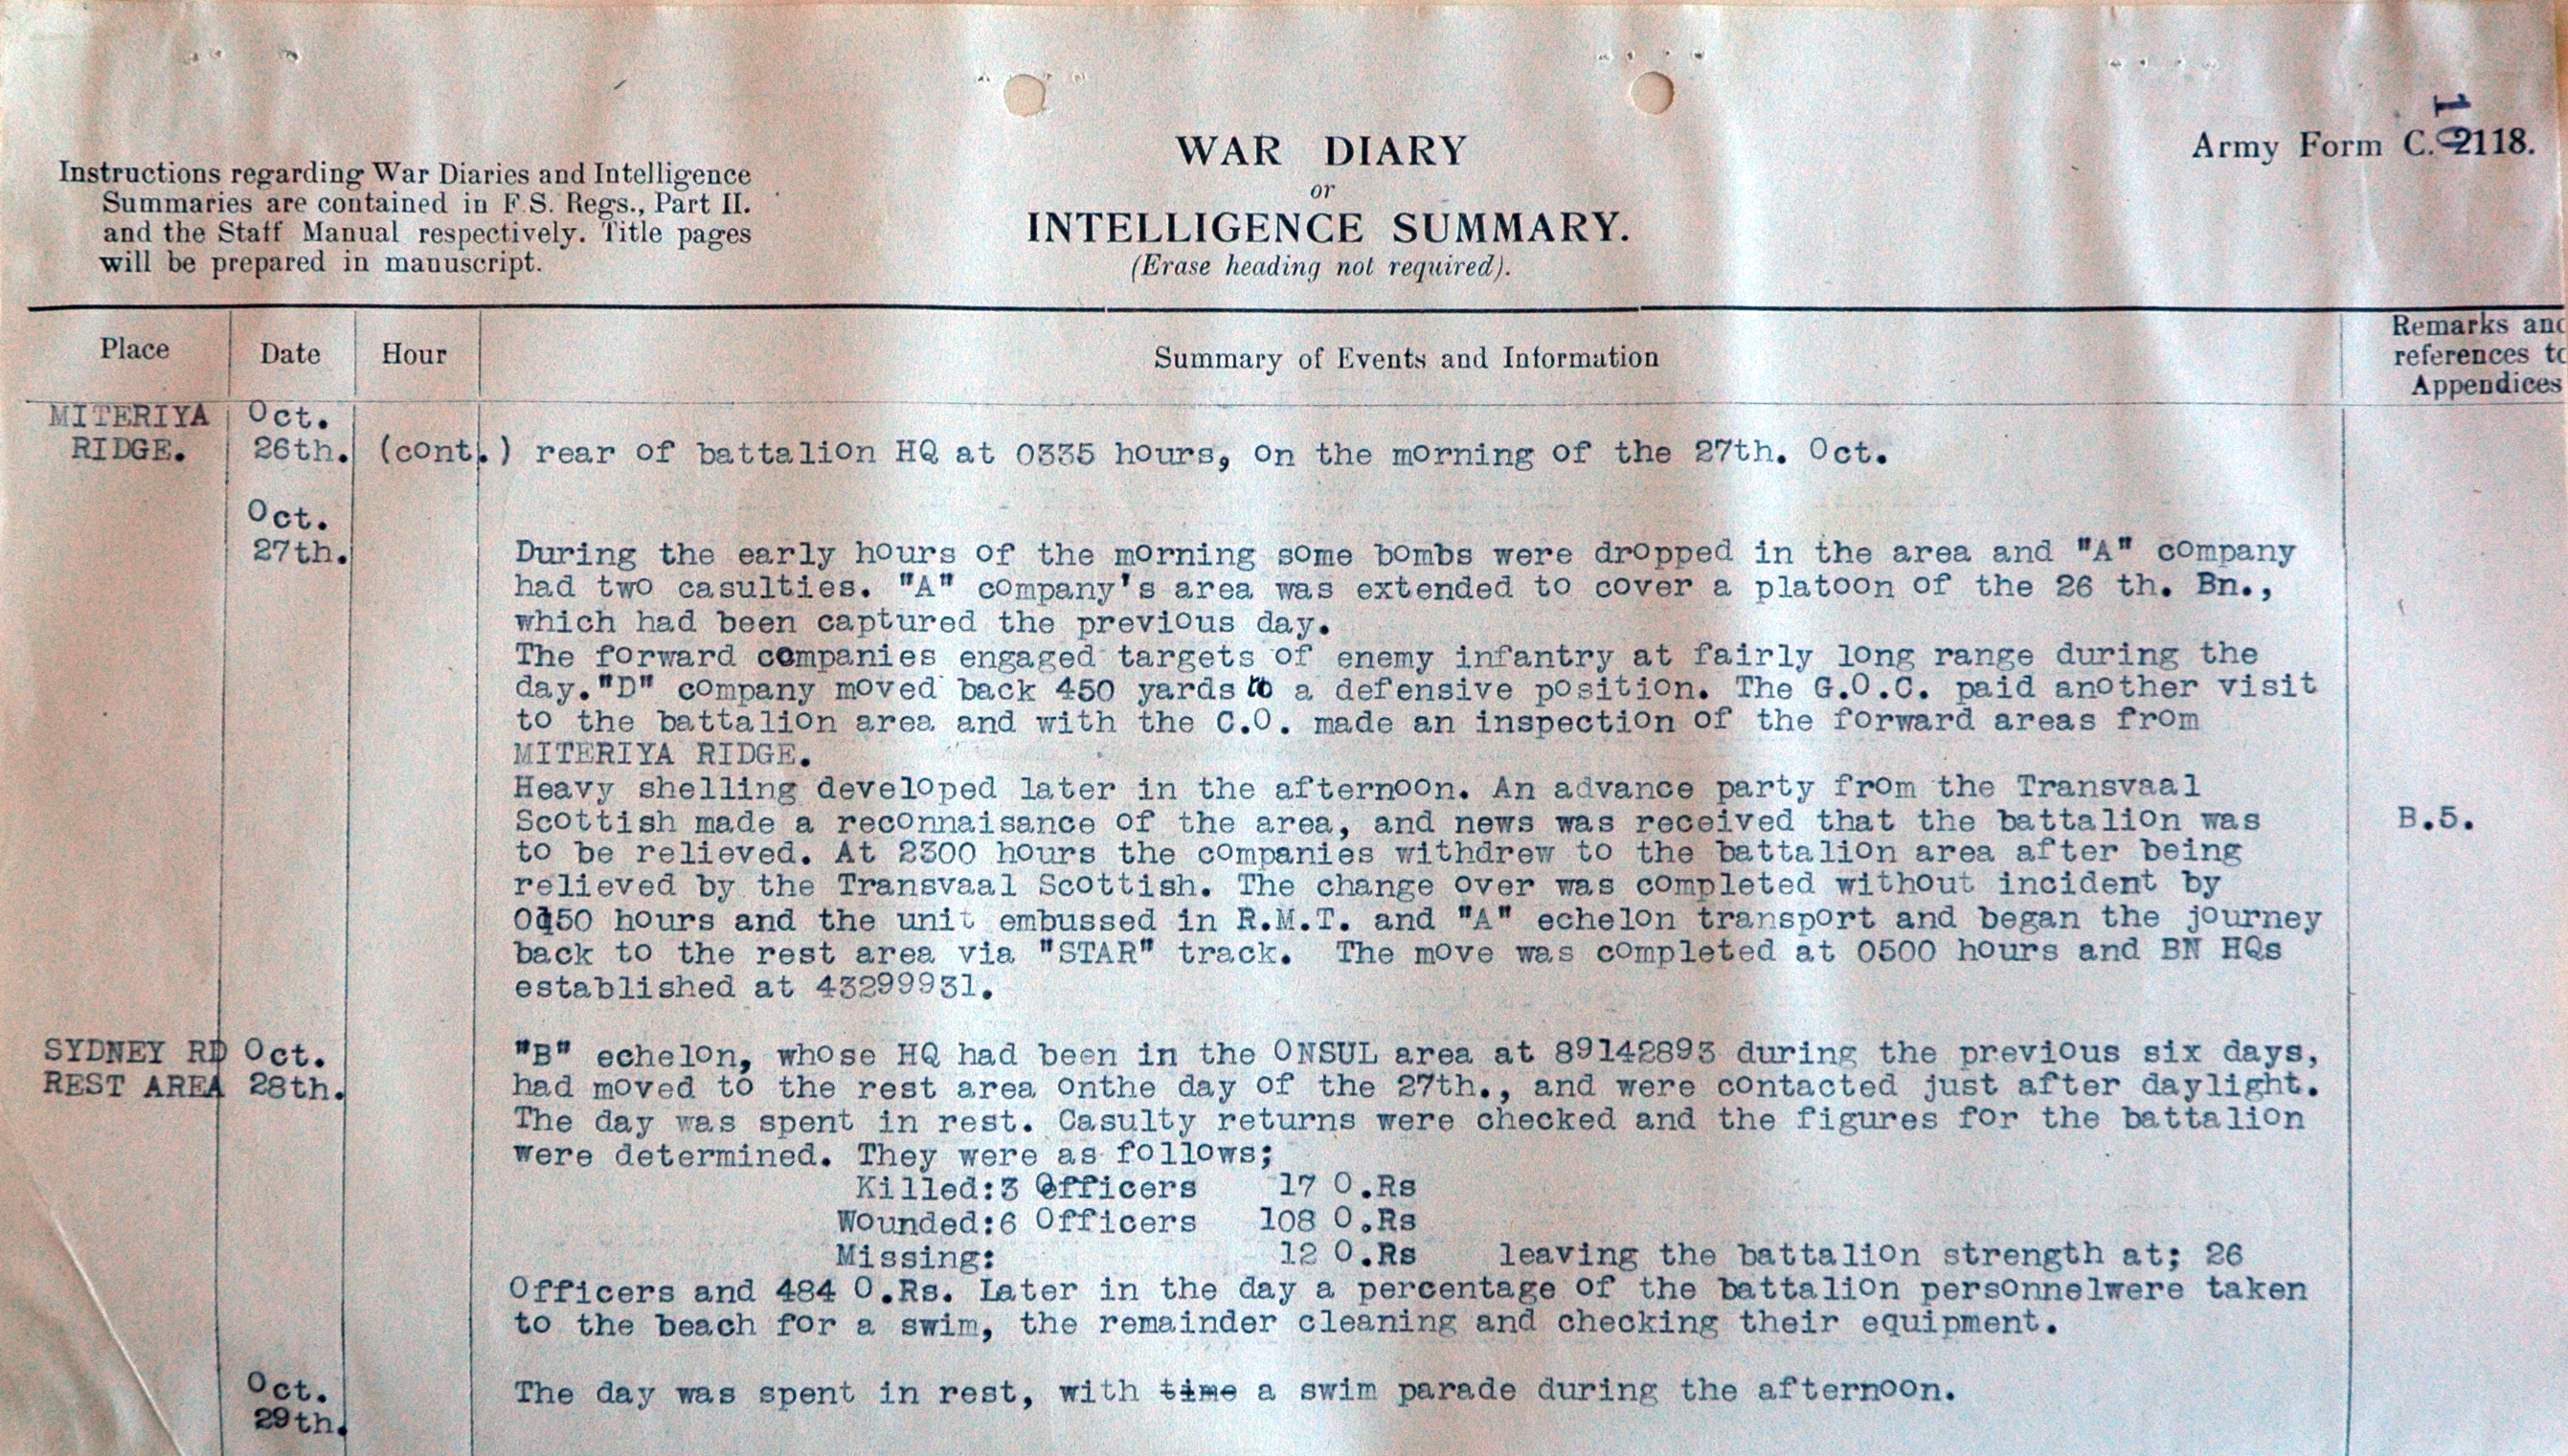 Instructions regarding War Diaries and Intelligence
Summaries are contained in F.S. Regs., Part II.
and the Staff Manual respectively. Title pages
will be prepared in manuscript.
WAR DIARY
or
INTELLIGENCE SUMMARY.
(Erase heading not required).
Army Form C. 2118.
Place
Date
Hour
Summary of Events and Information
Remarks and
references to
Appendices
MITERIYA
RIDGE.
Oct.
26th. (cont.) rear of battalion HQ at 0335 hours, on the morning of the 27th. Oct.
Oct.
27th.
During the early hours of the morning some bombs were dropped in the area and "A" company
had two casulties. "A" company's area was extended to cover a platoon of the 26 th. Bn.,
which had been captured the previous day.
The forward companies engaged targets of enemy infantry at fairly long range during the
day."D" company moved back 450 yards to a defensive position. The G.O.C. paid another visit
to the battalion area and with the C.O. made an inspection of the forward areas from
MITERIYA RIDGE.
Heavy shelling developed later in the afternoon. An advance party from the Transvaal
Scottish made a reconnaisance of the area, and news was received that the battalion was
B.5.
to be relieved. At 2300 hours the companies withdrew to the battalion area after being
relieved by the Transvaal Scottish. The change over was completed without incident by
0150 hours and the unit embussed in R.M.T. and "A" echelon transport and began the journey
back to the rest area via "STAR" track. The move was completed at 0500 hours and BN HQs
established at 43299931.
SYDNEY RD
REST AREA
Oct.
28th.
"B" echelon, whose HQ had been in the ONSUL area at 89142893 during the previous six days,
had moved to the rest area onthe day of the 27th., and were contacted just after daylight.
The day was spent in rest. Casulty returns were checked and the figures for the battalion
were determined. They were as follows;
Killed:3 Officers 17 O.Rs
Wounded:6 Officers 108 O.Rs
Missing: 12 O.Rs leaving the battalion strength at; 26
Officers and 484 O.Rs. Later in the day a percentage of the battalion personnelwere taken
to the beach for a swim, the remainder cleaning and checking their equipment.
Oct.
29th.
The day was spent in rest, with time a swim parade during the afternoon.